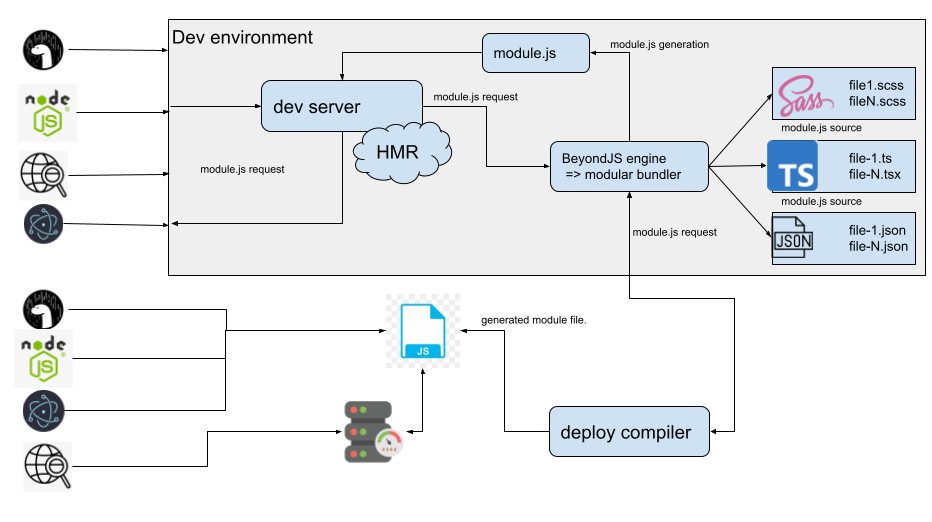 Dev environment
module.js
module.js generation
node
JS
®
dev server
module.js request
HMR
module.js request
BeyondJS engine
=> modular bundler
Sass
file1.scss
fileN.scss
module.js source
TS
file-1.ts
file-N.tsx
module.js source
JSON
file-1.json
file-N.json
module.js request
node
JS
®
JS
generated module file.
deploy compiler